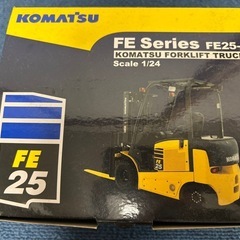 KOMATSU
FE Series FE25-
KOMATSU FORKLIFT TRUCK
Scale 1/24
FE
25